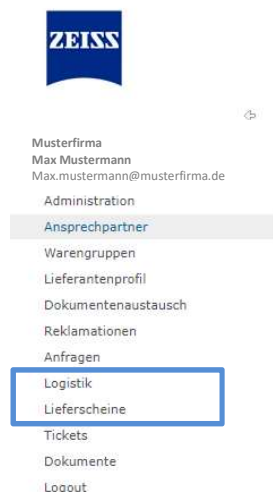 ZEISS
Musterfirma
Max Mustermann
Max.mustermann@musterfirma.de
Administration
Ansprechpartner
Warengruppen
Lieferantenprofil
Dokumentenaustausch
Reklamationen
Anfragen
Logistik
Lieferscheine
Tickets
Dokumente
Logout